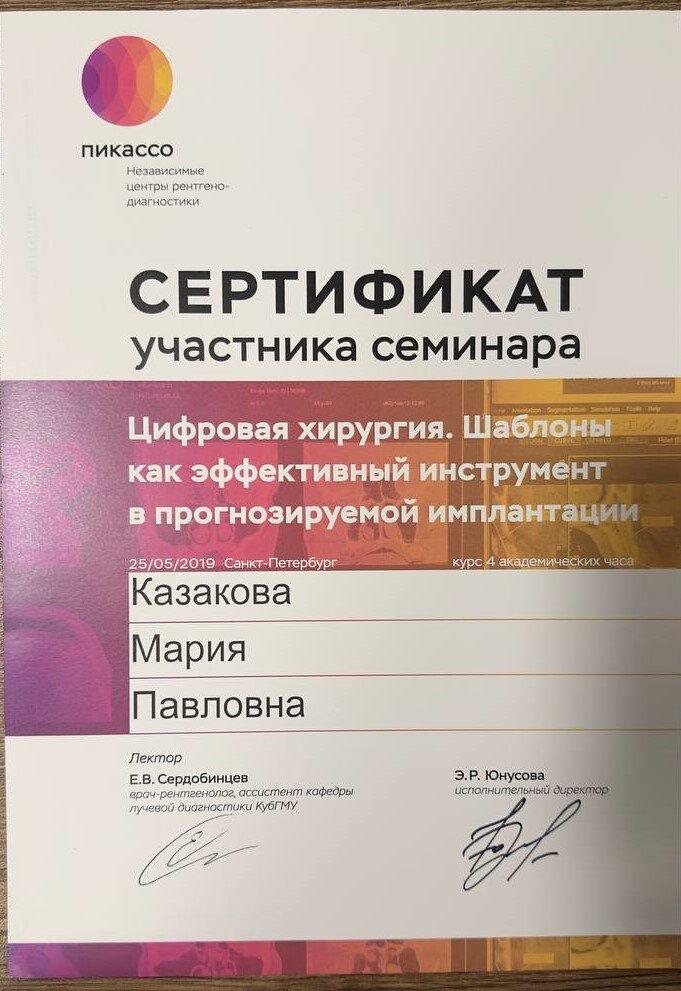 пикассо
Независимые
центры рентгено-
диагностики
СЕРТИФИКАТ
участника семинара
Цифровая хирургия. Шаблоны
как эффективный инструмент
в прогнозируемой имплантации
25/05/2019 Санкт-Петербург курс 4 академических часа
Казакова
Мария
Павловна
Лектор
Е.В. Сердобинцев
врач-рентгенолог, ассистент кафедры
лучевой диагностики КубГМУ
Э.Р. Юнусова
исполнительный директор